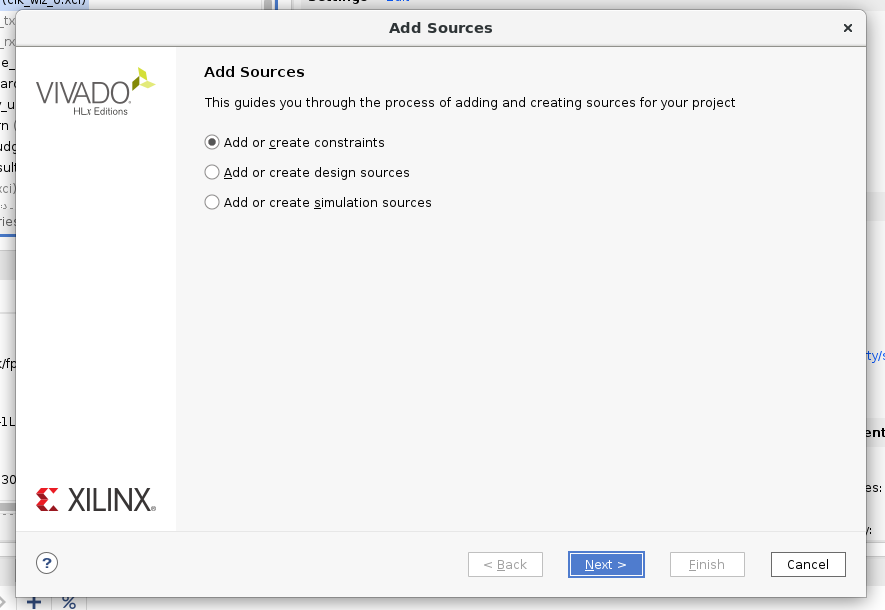 (clk_wiz_0.xci)
Add Sources
VIVADO
HLx Editions
Add Sources
This guides you through the process of adding and creating sources for your project
Add or create constraints
Add or create design sources
Add or create simulation sources
XILINX
?
< Back
Next >
Finish
Cancel
%